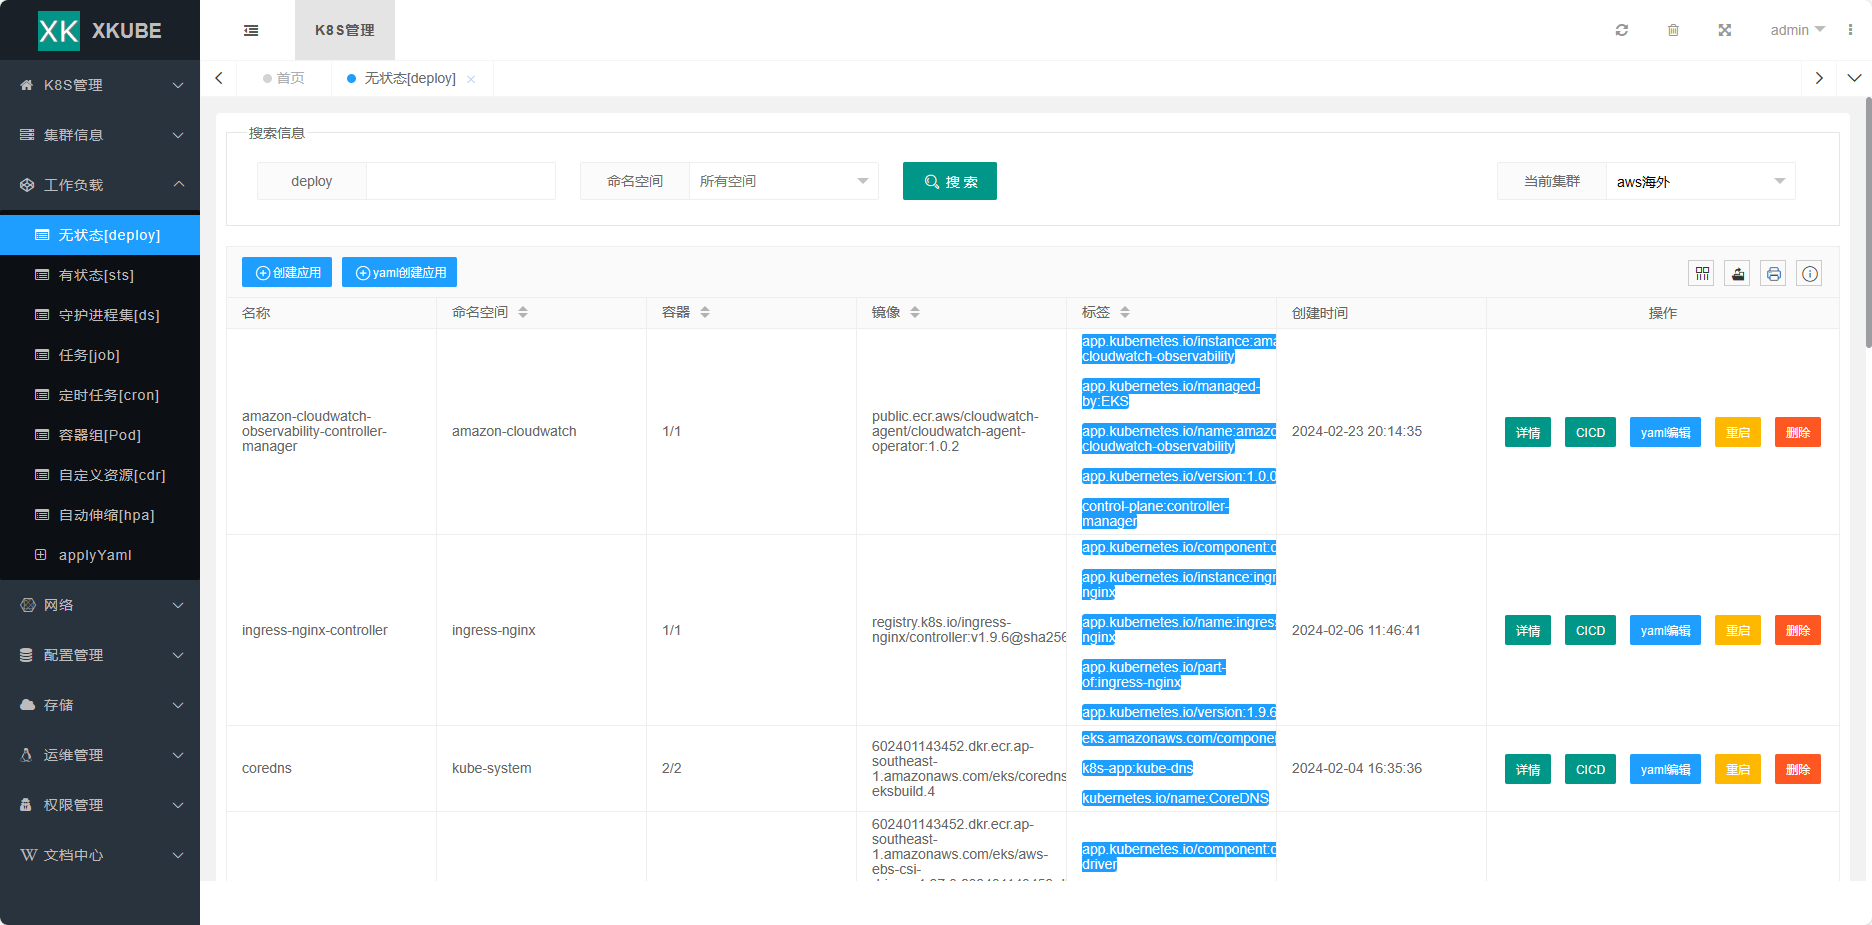 XK XKUBE
K8S管理
admin
K8S管理
集群信息
工作负载
无状态[deploy]
有状态[sts]
守护进程集[ds]
任务[job]
定时任务[cron]
容器组[Pod]
自定义资源[cdr]
自动伸缩[hpa]
applyYaml
网络
配置管理
存储
运维管理
权限管理
文档中心
首页
无状态[deploy]
搜索信息
deploy
命名空间
所有空间
搜 索
当前集群
aws海外
创建应用
yaml创建应用
名称
命名空间
容器
镜像
标签
创建时间
操作
amazon-cloudwatch-
observability-controller-
manager
amazon-cloudwatch
1/1
public.ecr.aws/cloudwatch-
agent/cloudwatch-agent-
operator:1.0.2
app.kubernetes.io/instance:ama
cloudwatch-observability
app.kubernetes.io/managed-
by:EKS
app.kubernetes.io/name:amazo
cloudwatch-observability
app.kubernetes.io/version:1.0.0
control-plane:controller-
manager
2024-02-23 20:14:35
详情
CICD
yaml编辑
重启
删除
ingress-nginx-controller
ingress-nginx
1/1
registry.k8s.io/ingress-
nginx/controller:v1.9.6@sha256
app.kubernetes.io/component:c
app.kubernetes.io/instance:ingr
nginx
app.kubernetes.io/name:ingress
nginx
app.kubernetes.io/part-
of:ingress-nginx
app.kubernetes.io/version:1.9.6
2024-02-06 11:46:41
详情
CICD
yaml编辑
重启
删除
coredns
kube-system
2/2
602401143452.dkr.ecr.ap-
southeast-
1.amazonaws.com/eks/coredns
eksbuild.4
eks.amazonaws.com/componer
k8s-app:kube-dns
kubernetes.io/name:CoreDNS
2024-02-04 16:35:36
详情
CICD
yaml编辑
重启
删除
602401143452.dkr.ecr.ap-
southeast-
1.amazonaws.com/eks/aws-
ebs-csi-
app.kubernetes.io/component:c
driver